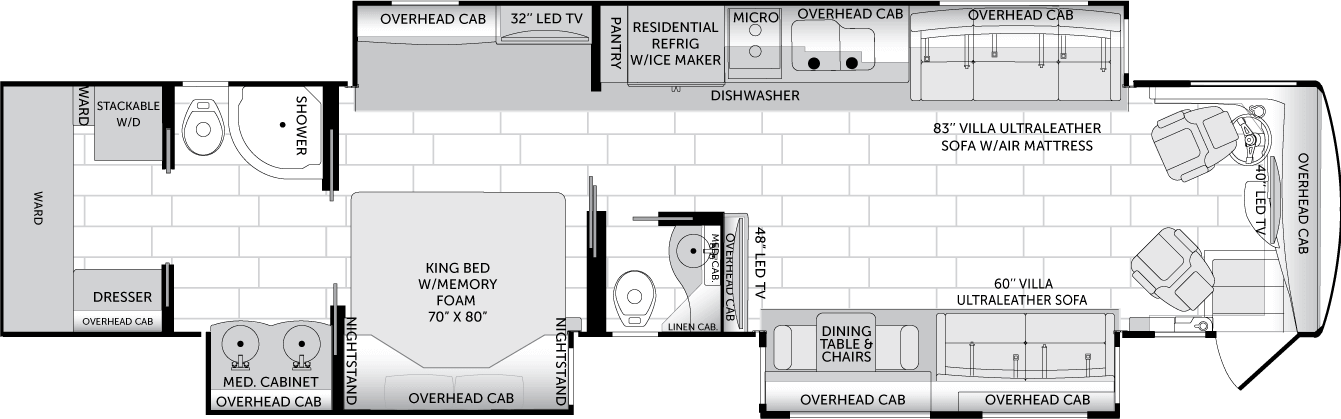 OVERHEAD CAB
32" LED TV
PANTRY
RESIDENTIAL
REFRIG
W/ICE MAKER
MICRO
OVERHEAD CAB
OVERHEAD CAB
DISHWASHER
WARD
STACKABLE
W/D
SHOWER
83" VILLA ULTRALEATHER
SOFA W/AIR MATTRESS
WARD
40" LED TV
OVERHEAD CAB
KING BED
W/MEMORY
FOAM
70" X 80"
MED. CAB.
OVERHEAD CAB
48" LED TV
LINEN CAB.
60" VILLA
ULTRALEATHER SOFA
DRESSER
OVERHEAD CAB
DINING
TABLE &
CHAIRS
MED. CABINET
OVERHEAD CAB
NIGHTSTAND
OVERHEAD CAB
NIGHTSTAND
OVERHEAD CAB
OVERHEAD CAB